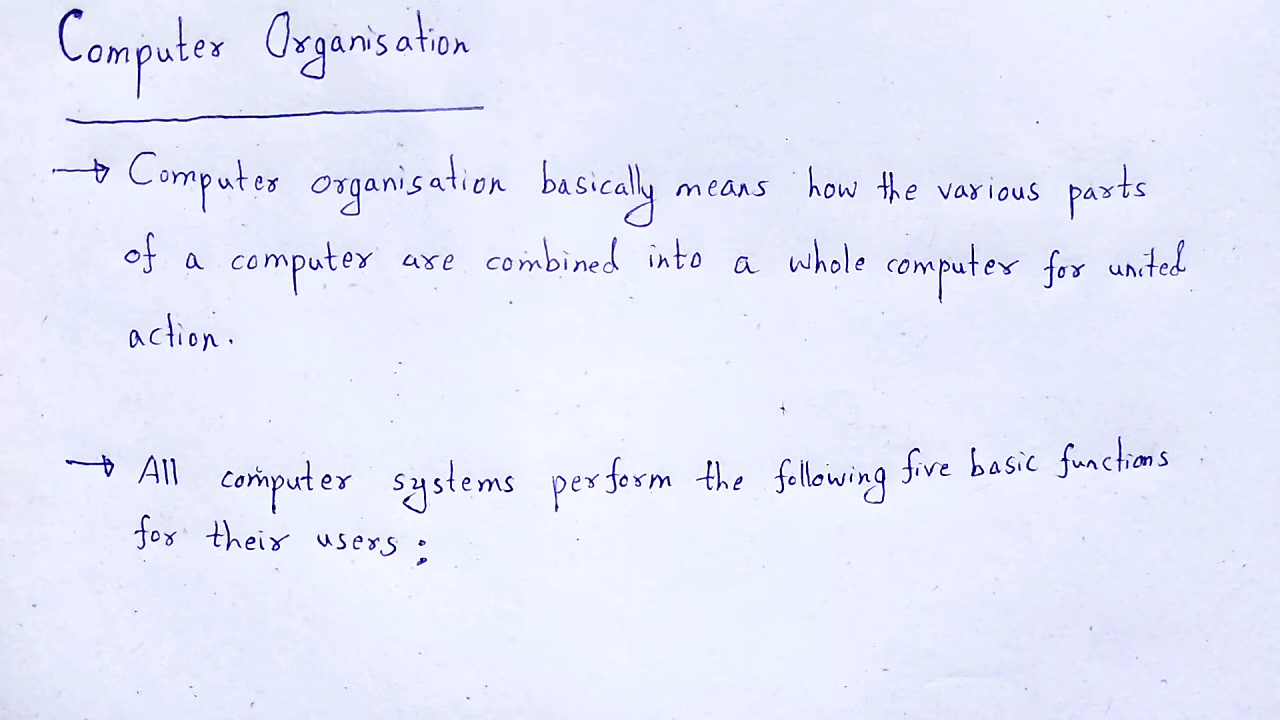 Computer Organisation
→ Computer organisation basically means how the various parts
of a computer are combined into a whole computer for united
action.
→ All computer systems perform the following five basic functions
for their users :